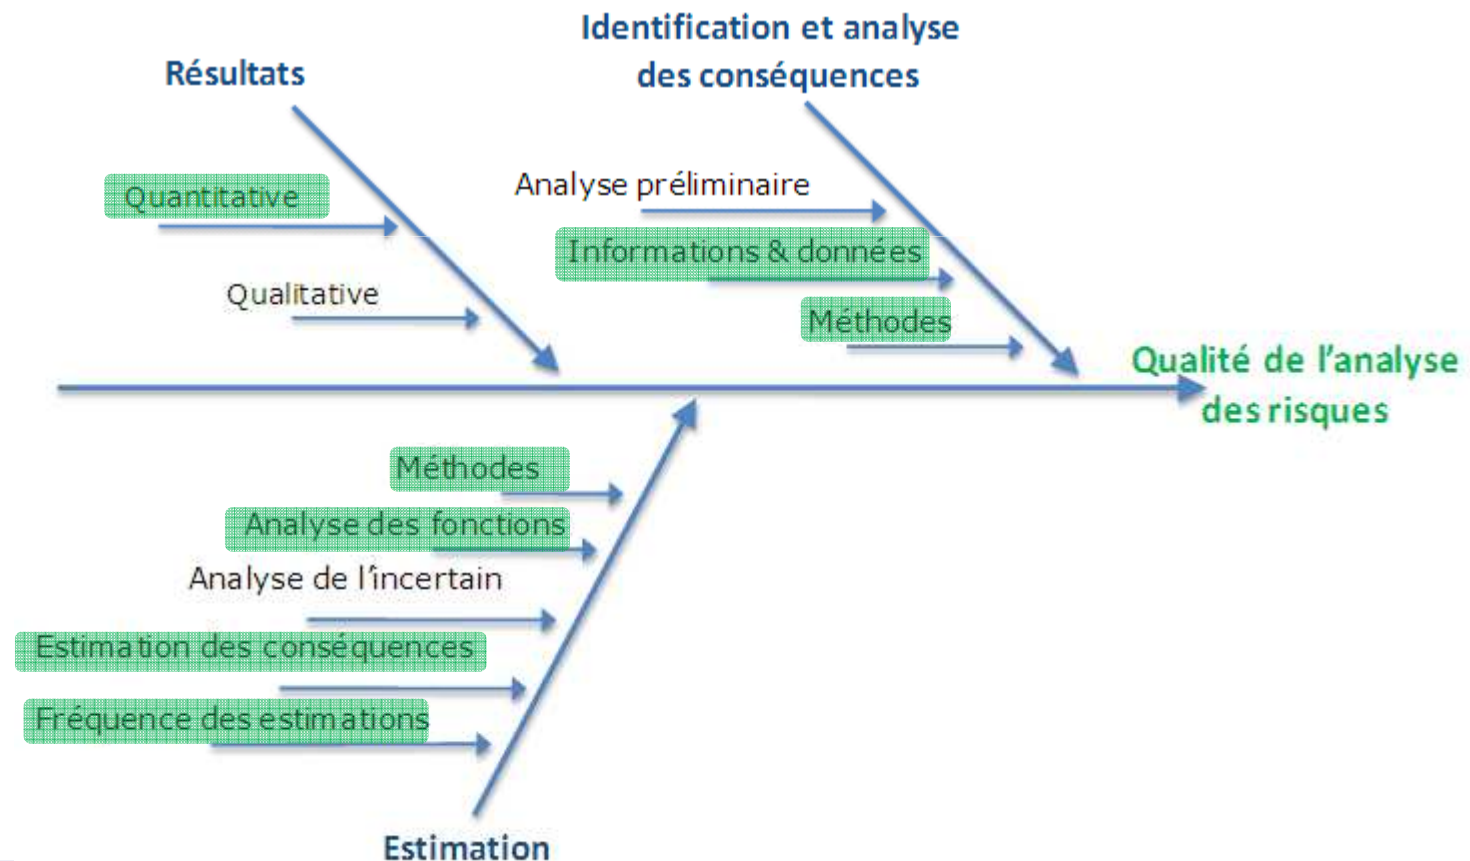 Identification et analyse
des conséquences
Résultats
Analyse préliminaire
Quantitative
Informations & données
Qualitative
Méthodes
Qualité de l'analyse
des risques
Méthodes
Analyse des fonctions
Analyse de l'incertain
Estimation des conséquences
Fréquence des estimations
Estimation